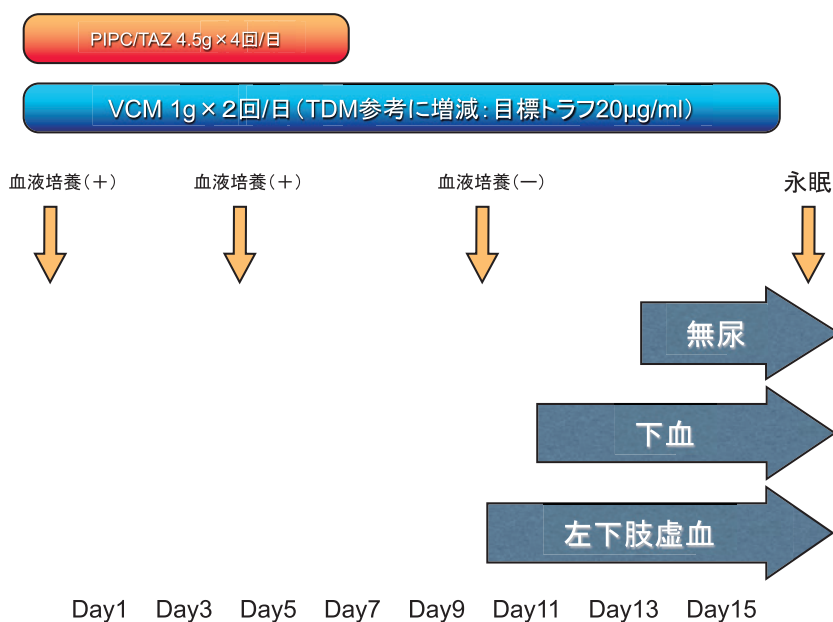 PIPC/TAZ 4.5g×4回/日
VCM 1g×2回/日（TDM参考に増減：目標トラフ20μg/ml）
血液培養（＋） 血液培養（＋） 血液培養（−） 永眠
無尿
下血
左下肢虚血
Day1 Day3 Day5 Day7 Day9 Day11 Day13 Day15